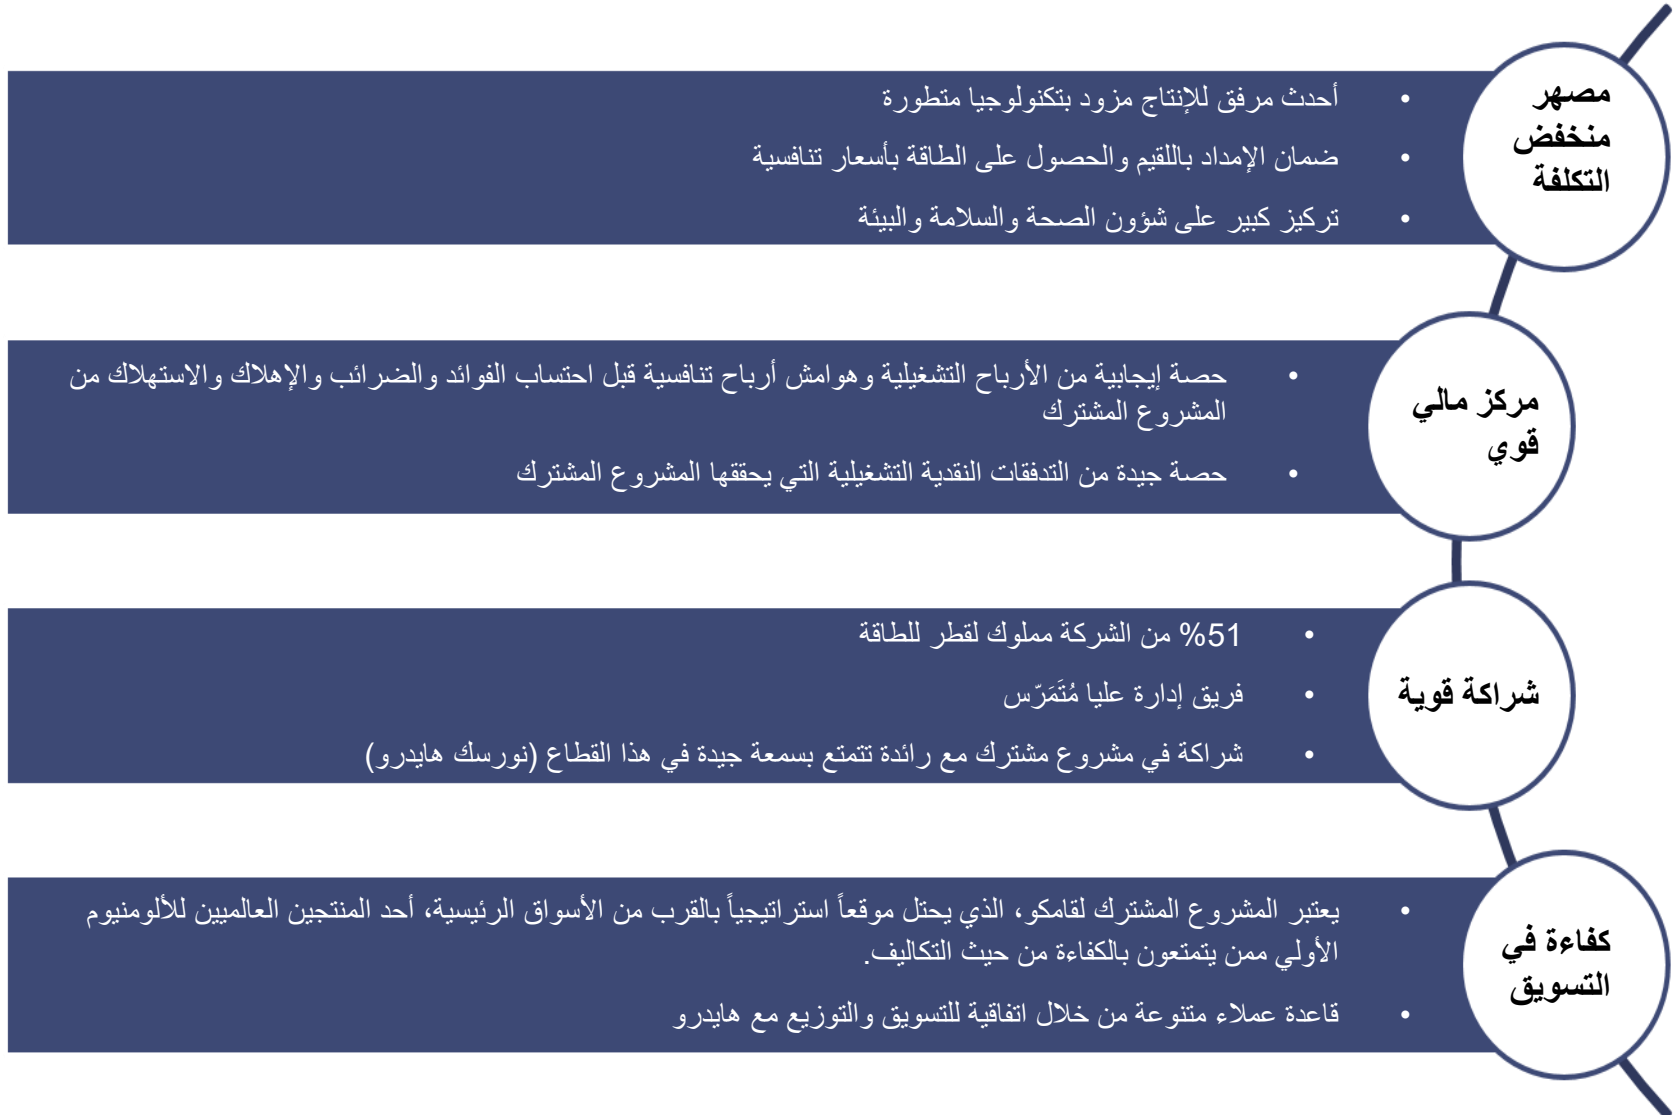 مصهر
منخفض
التكلفة
• أحدث مرفق للإنتاج مزود بتكنولوجيا متطورة
• ضمان الإمداد باللقيم والحصول على الطاقة بأسعار تنافسية
• تركيز كبير على شؤون الصحة والسلامة والبيئة
مركز مالي
قوي
• حصة إيجابية من الأرباح التشغيلية وهوامش أرباح تنافسية قبل احتساب الفوائد والضرائب والإهلاك والاستهلاك من
المشروع المشترك
• حصة جيدة من التدفقات النقدية التشغيلية التي يحققها المشروع المشترك
شراكة قوية
• 51% من الشركة مملوك لقطر للطاقة
• فريق إدارة عليا مُتَمَرّس
• شراكة في مشروع مشترك مع رائدة تتمتع بسمعة جيدة في هذا القطاع (نورسك هايدرو)
كفاءة في
التسويق
• يعتبر المشروع المشترك لقامكو، الذي يحتل موقعاً استراتيجياً بالقرب من الأسواق الرئيسية، أحد المنتجين العالميين للألومنيوم
الأولي ممن يتمتعون بالكفاءة من حيث التكاليف.
• قاعدة عملاء متنوعة من خلال اتفاقية للتسويق والتوزيع مع هايدرو